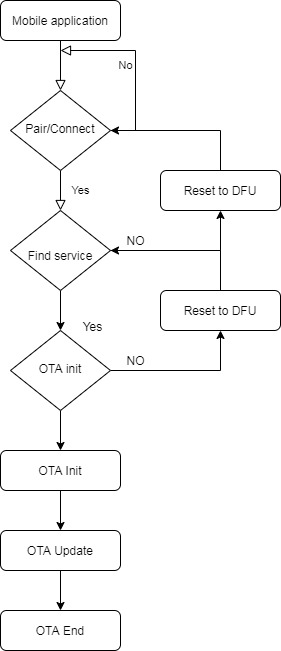 Mobile application
No
Pair/Connect
Yes
Reset to DFU
NO
Find service
Reset to DFU
Yes
NO
OTA init
OTA Init
OTA Update
OTA End